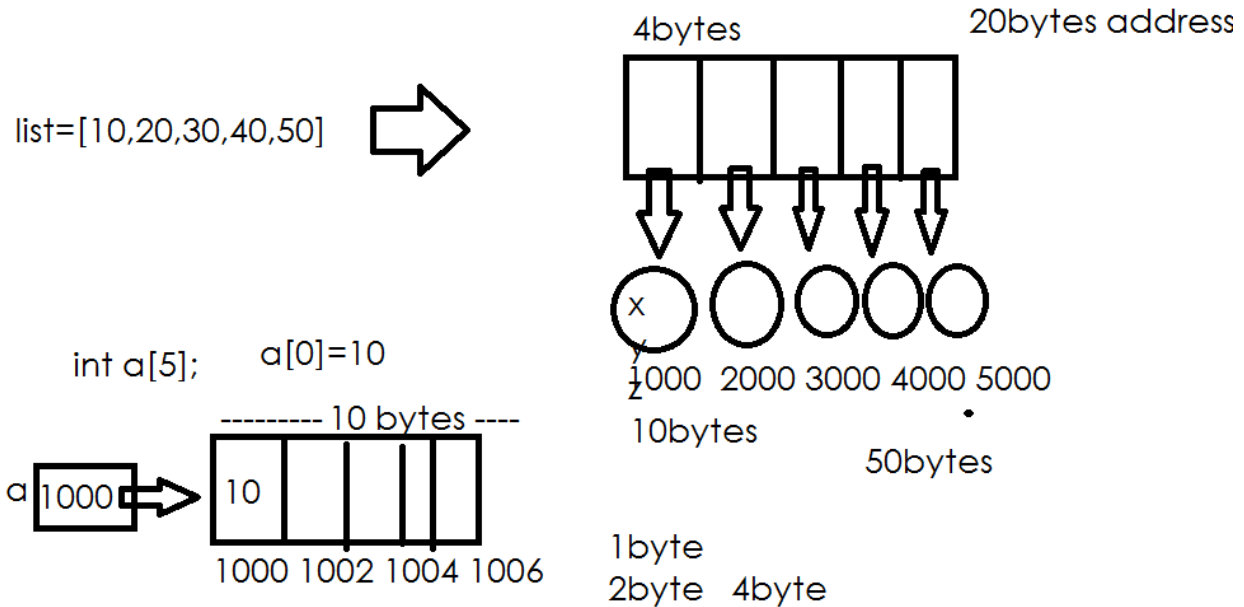 4bytes
20bytes address
list=[10,20,30,40,50]
x
y
z
1000 2000 3000 4000 5000
10bytes
50bytes
int a[5];
a[0]=10
--------- 10 bytes ----
a
1000
10
1000 1002 1004 1006
1byte
2byte 4byte